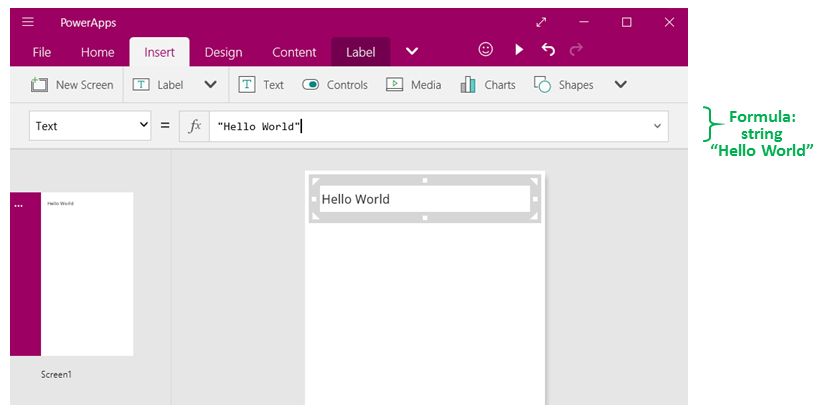 PowerApps
File Home Insert Design Content Label
New Screen Label Text Controls Media Charts Shapes
Text = fx "Hello World"
Formula:
string
“Hello World”
Hello World
Hello World
Screen1